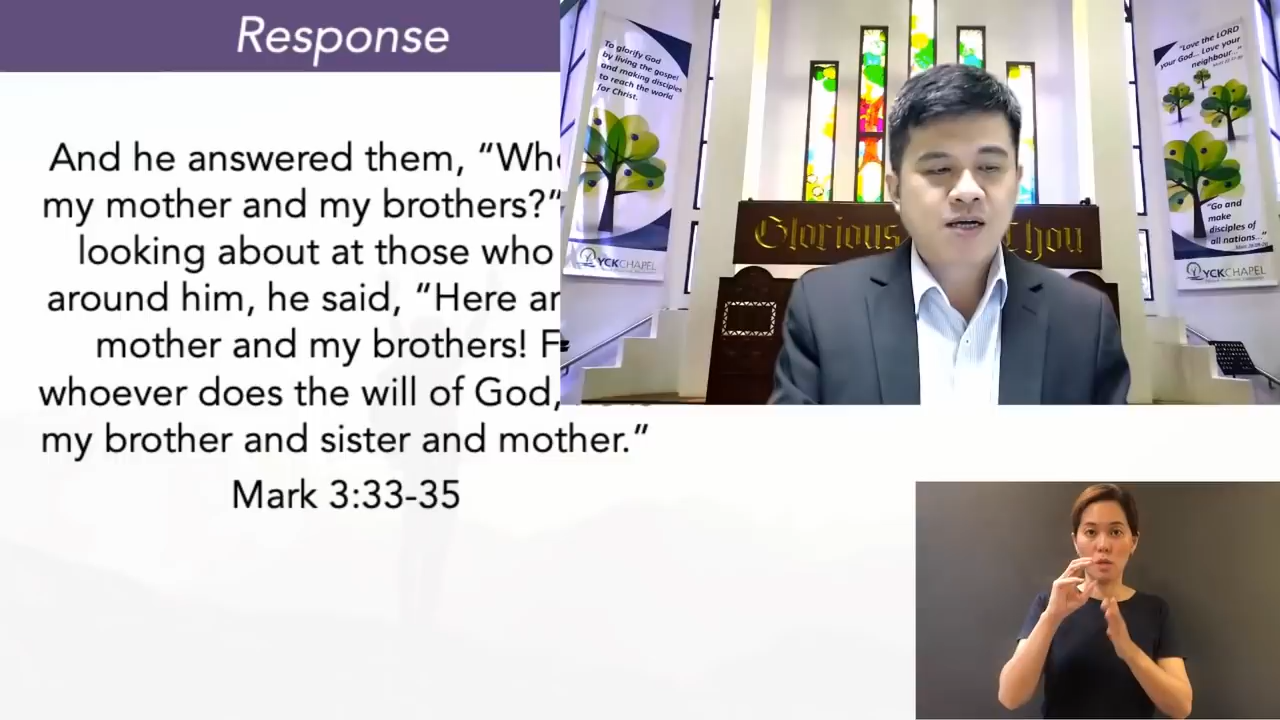 Response
And he answered them, “Who
my mother and my brothers?”
looking about at those who
around him, he said, “Here ar
mother and my brothers! F
whoever does the will of God,
my brother and sister and mother.”
Mark 3:33-35
To glorify God
by living the gospel
and making disciples
to reach the world
for Christ.
YCKCHAPEL
Glorious
Thou
"Love the LORD
your God... Love your
neighbour..."
"Go and
make
disciples of
all nations..."
YCKCHAPEL